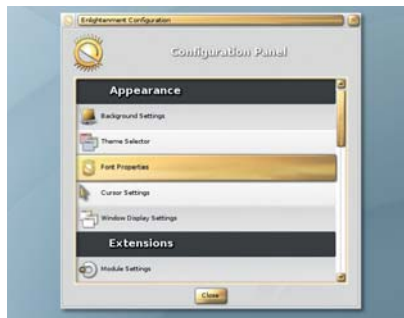 Enlightenment Configuration
Configuration Panel
Appearance
Background Settings
Theme Selector
Font Properties
Cursor Settings
Window Display Settings
Extensions
Module Settings
Close